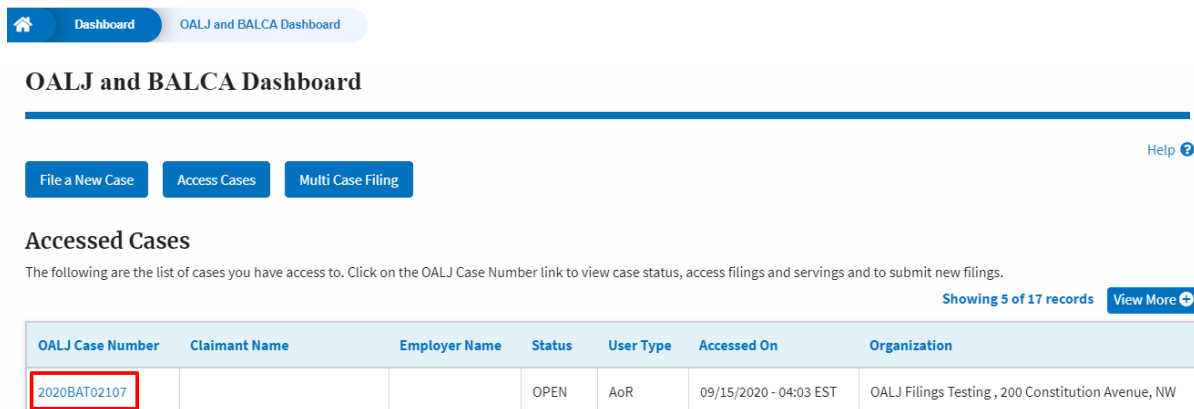 Dashboard OALJ and BALCA Dashboard
OALJ and BALCA Dashboard
Help
File a New Case Access Cases Multi Case Filing
Accessed Cases
The following are the list of cases you have access to. Click on the OALJ Case Number link to view case status, access filings and servings and to submit new filings.
Showing 5 of 17 records View More
OALJ Case Number Claimant Name Employer Name Status User Type Accessed On Organization
2020BAT02107 OPEN AoR 09/15/2020 - 04:03 EST OALJ Filings Testing , 200 Constitution Avenue, NW